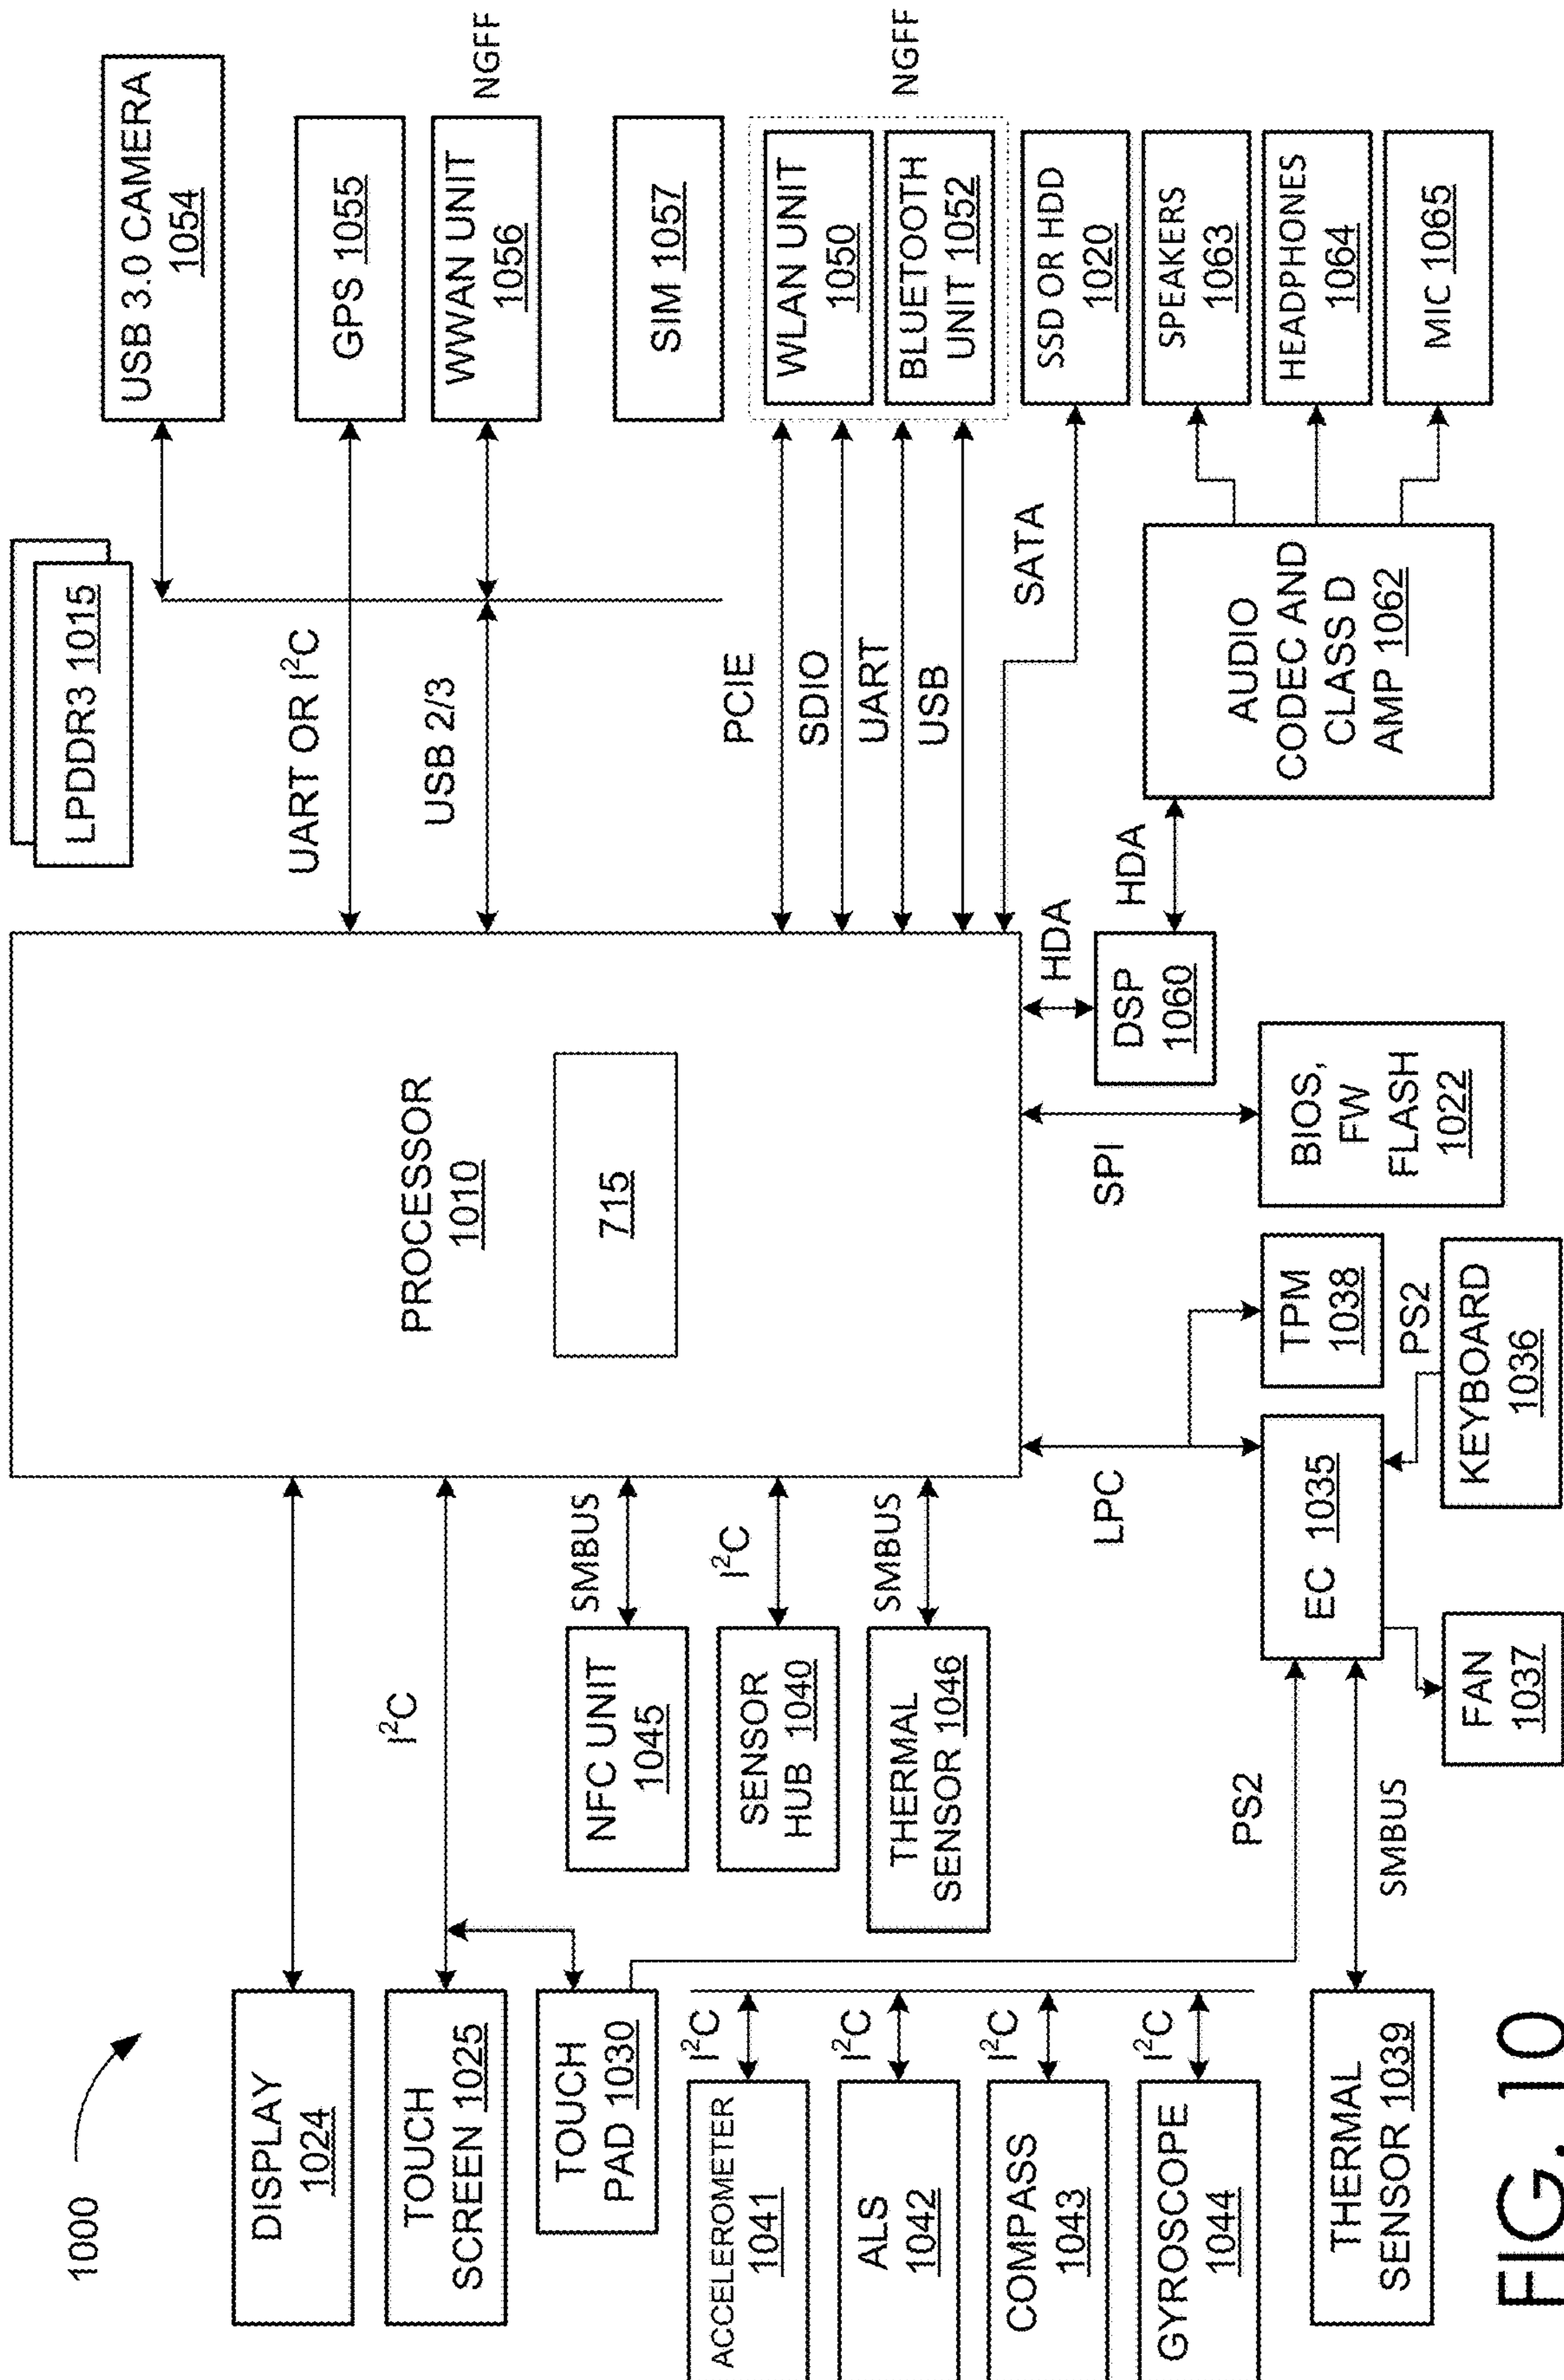 1000
DISPLAY
1024
TOUCH
SCREEN 1025
TOUCH
PAD 1030
ACCELEROMETER
1041
ALS
1042
COMPASS
1043
GYROSCOPE
1044
THERMAL
SENSOR 1039
I²C
I²C
I²C
I²C
I²C
NFC UNIT
1045
SENSOR
HUB 1040
THERMAL
SENSOR 1046
SMBUS
I²C
SMBUS
PS2
SMBUS
FAN
1037
EC 1035
LPC
TPM
1038
PS2
KEYBOARD
1036
PROCESSOR
1010
715
SPI
BIOS,
FW
FLASH
1022
HDA
DSP
1060
HDA
AUDIO
CODEC AND
CLASS D
AMP 1062
LPDDR3 1015
UART OR I²C
USB 2/3
PCIE
SDIO
UART
USB
SATA
USB 3.0 CAMERA
1054
GPS 1055
WWAN UNIT
1056
NGFF
SIM 1057
WLAN UNIT
1050
BLUETOOTH
UNIT 1052
NGFF
SSD OR HDD
1020
SPEAKERS
1063
HEADPHONES
1064
MIC 1065
FIG. 10